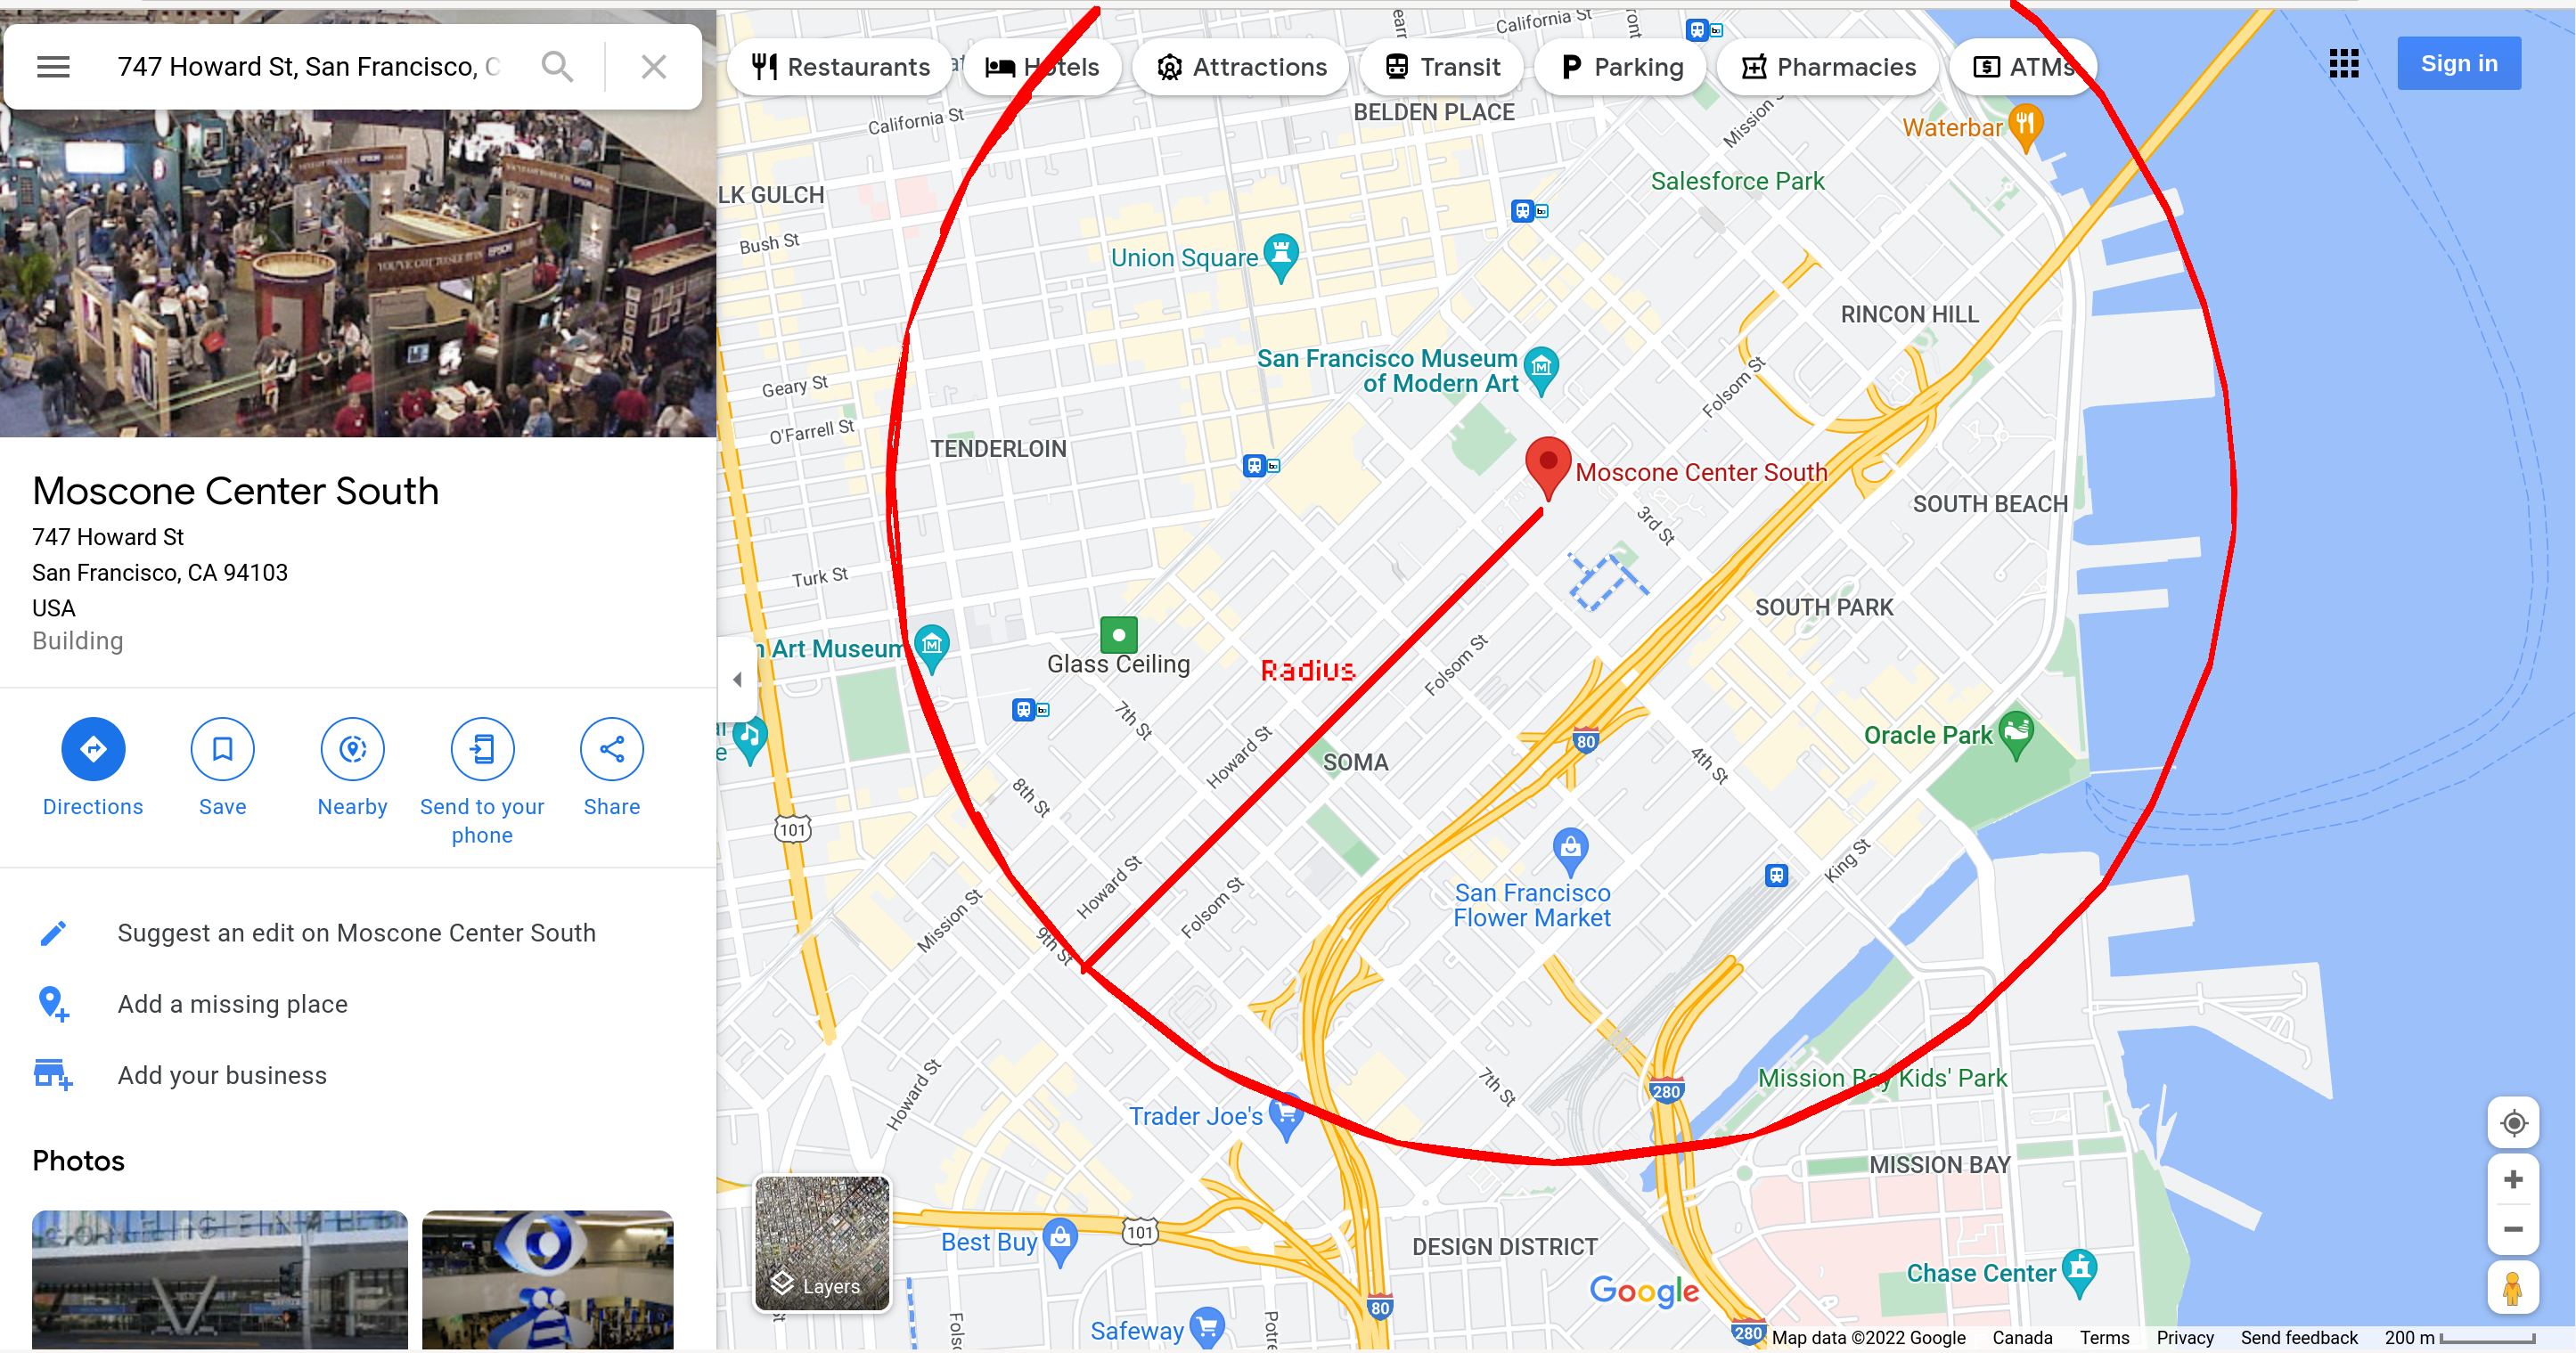 747 Howard St, San Francisco, C
Restaurants
Hotels
Attractions
Transit
Parking
Pharmacies
ATMs
Sign in
Moscone Center South
747 Howard St
San Francisco, CA 94103
USA
Building
Directions
Save
Nearby
Send to your
phone
Share
Suggest an edit on Moscone Center South
Add a missing place
Add your business
Photos
California St
California St
BELDEN PLACE
Mission S
Waterbar
LK GULCH
Bush St
Salesforce Park
Union Square
RINCON HILL
San Francisco Museum
of Modern Art
Geary St
Folsom St
O'Farrell St
TENDERLOIN
Moscone Center South
SOUTH BEACH
3rd St
Turk St
SOUTH PARK
n Art Museum
Glass Ceiling
Radius
Folsom St
7th St
Howard St
80
Oracle Park
SOMA
4th St
8th St
101
King St
Howard St
Folsom St
San Francisco
Flower Market
Mission St
9th St
Howard St
7th St
280
Mission Bay Kids' Park
Trader Joe's
MISSION BAY
Best Buy
101
DESIGN DISTRICT
Layers
Chase Center
Google
80
Safeway
280
Map data ©2022 Google
Canada
Terms
Privacy
Send feedback
200 m